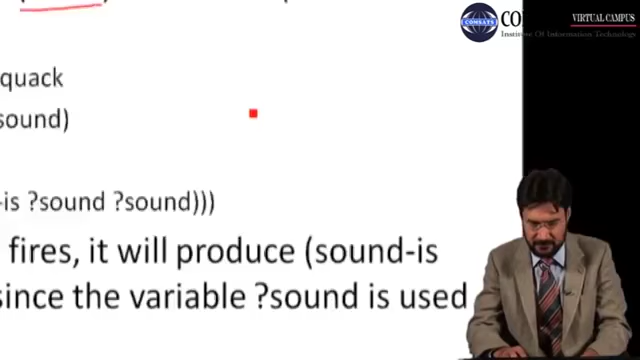 COMSATS
VIRTUAL CAMPUS
Institute Of Information Technology
quack
sound)
-is ?sound ?sound)))
fires, it will produce (sound-is
since the variable ?sound is used